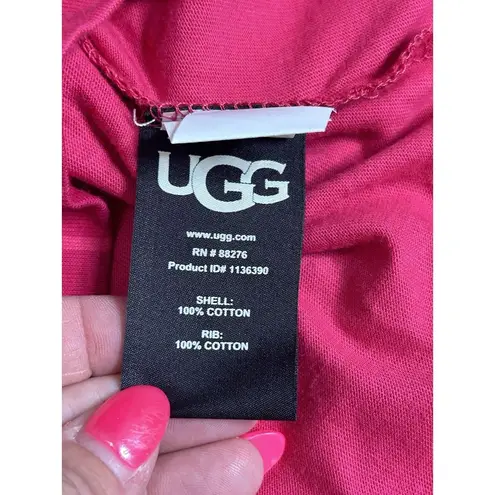 UGG
www.ugg.com
RN # 88276
Product ID# 1136390
SHELL:
100% COTTON
RIB:
100% COTTON